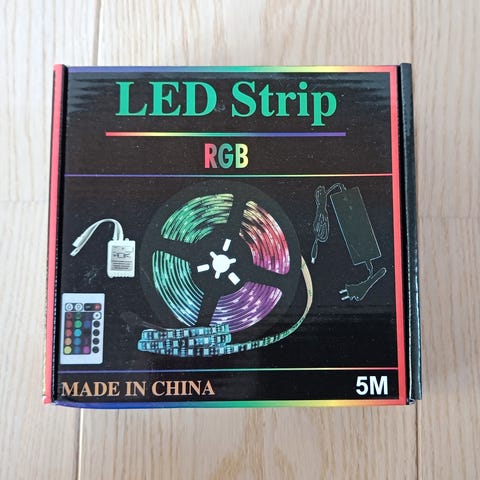 LED Strip
RGB
MADE IN CHINA
5M